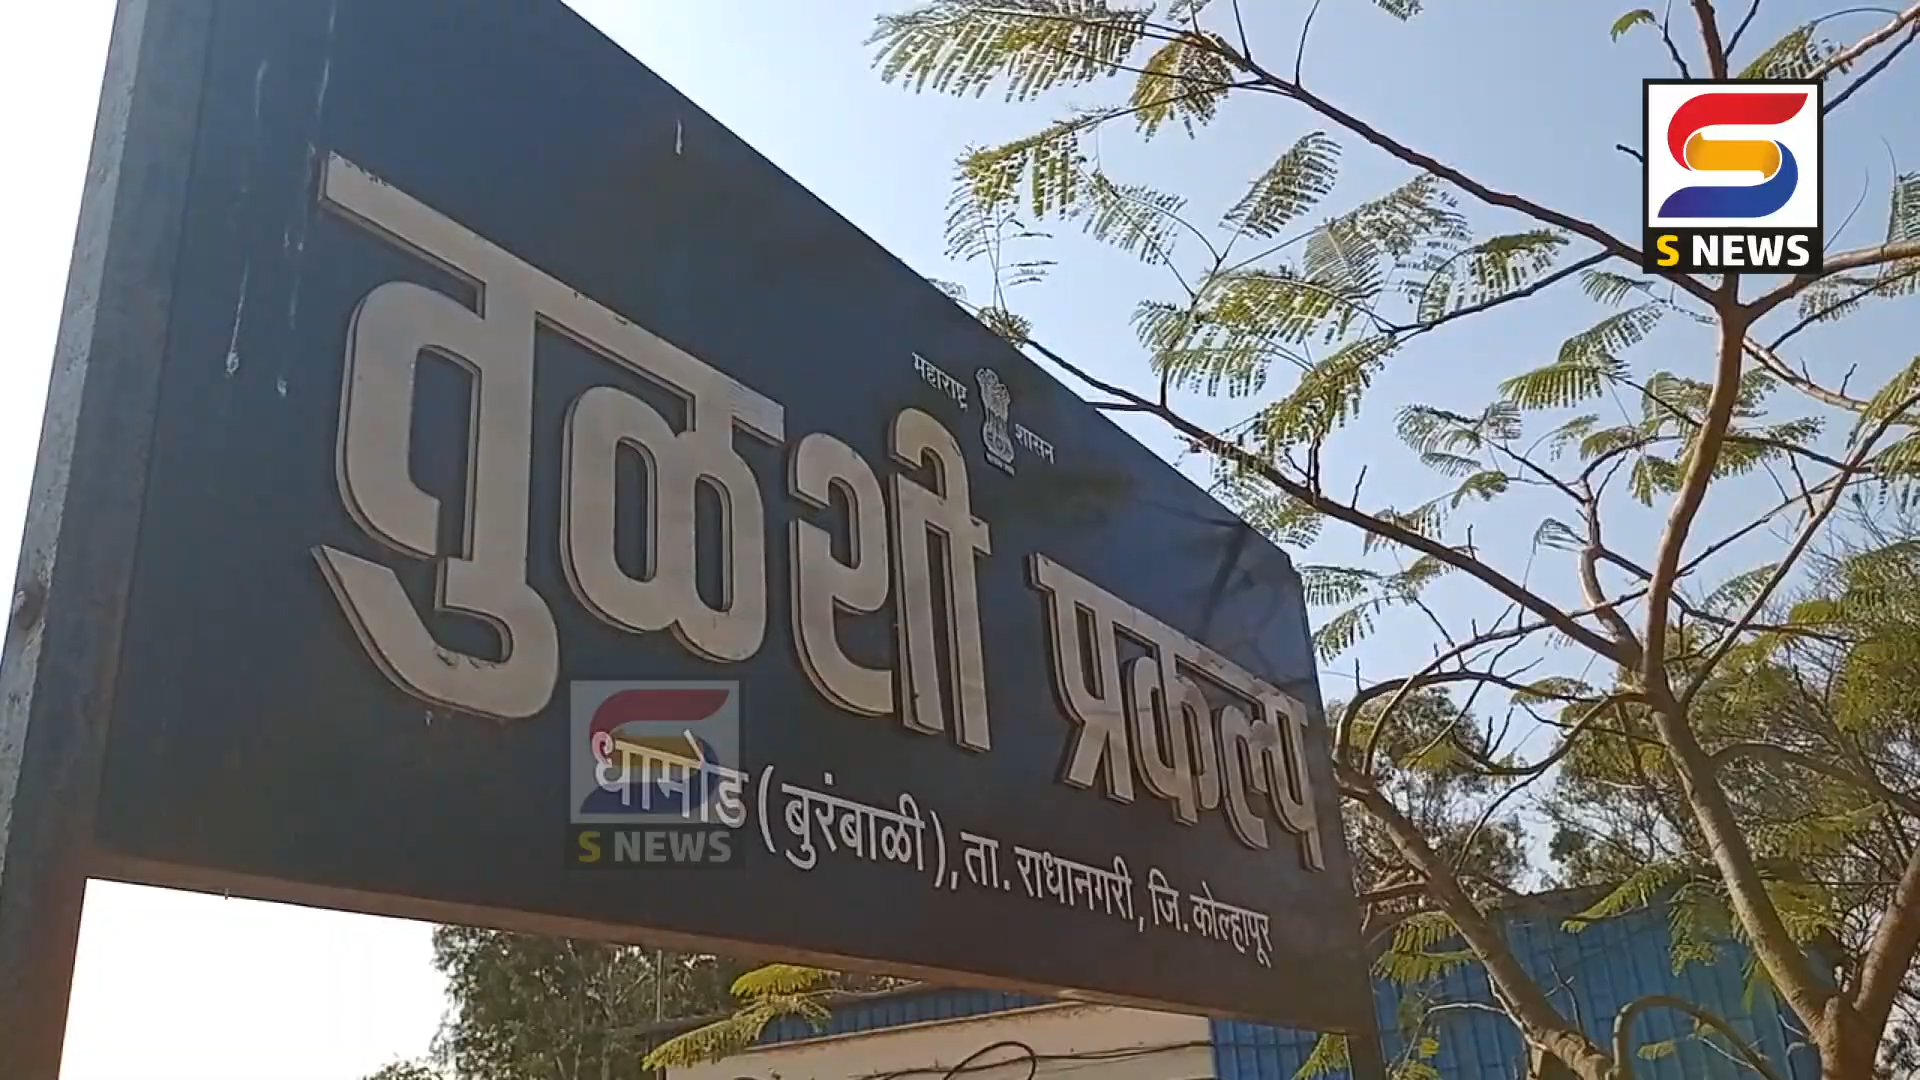 महाराष्ट्र शासन
तुळशी प्रकल्प
धामोड (बुरंबाळी), ता. राधानगरी, जि. कोल्हापूर
S NEWS
S NEWS